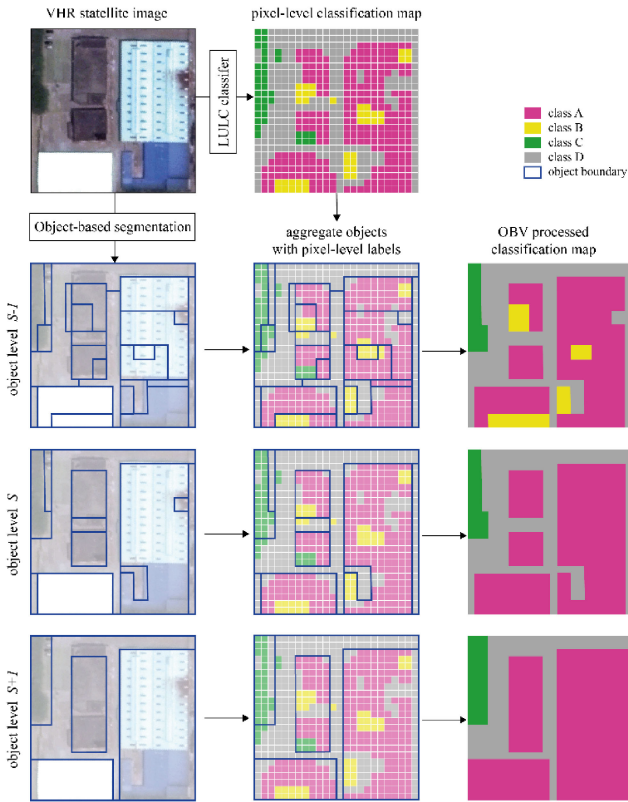 VHR statellite image
pixel-level classification map
LULC classifer
class A
class B
class C
class D
object boundary
Object-based segmentation
aggregate objects
with pixel-level labels
OBV processed
classification map
object level S-1
object level S
object level S+1